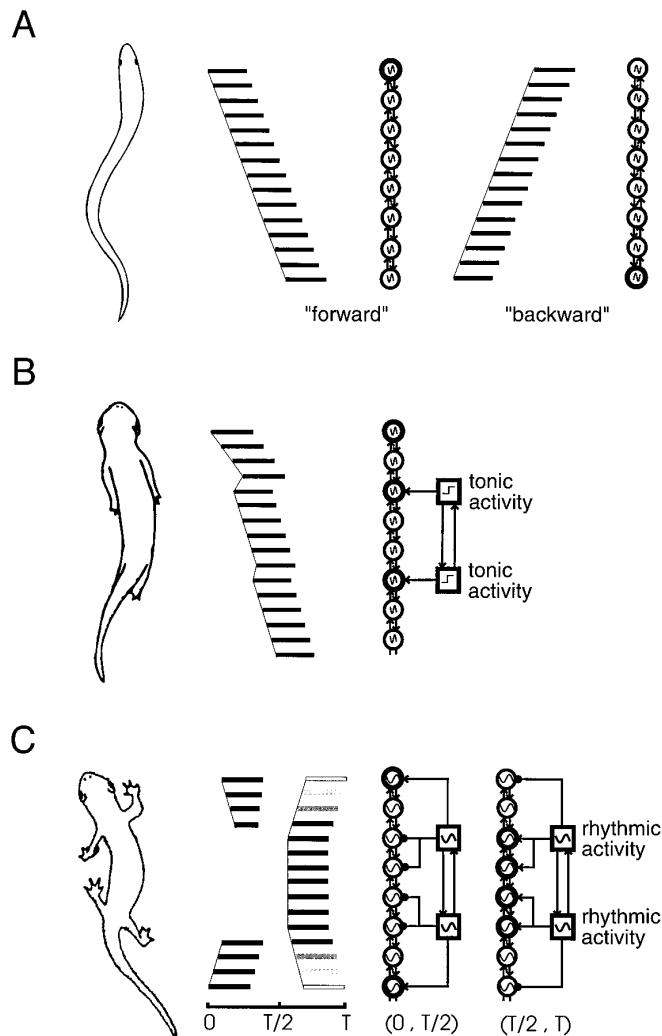 A
"forward"
"backward"
B
tonic
activity
tonic
activity
C
rhythmic
activity
rhythmic
activity
0 T/2 T
(0 , T/2)
(T/2 , T)